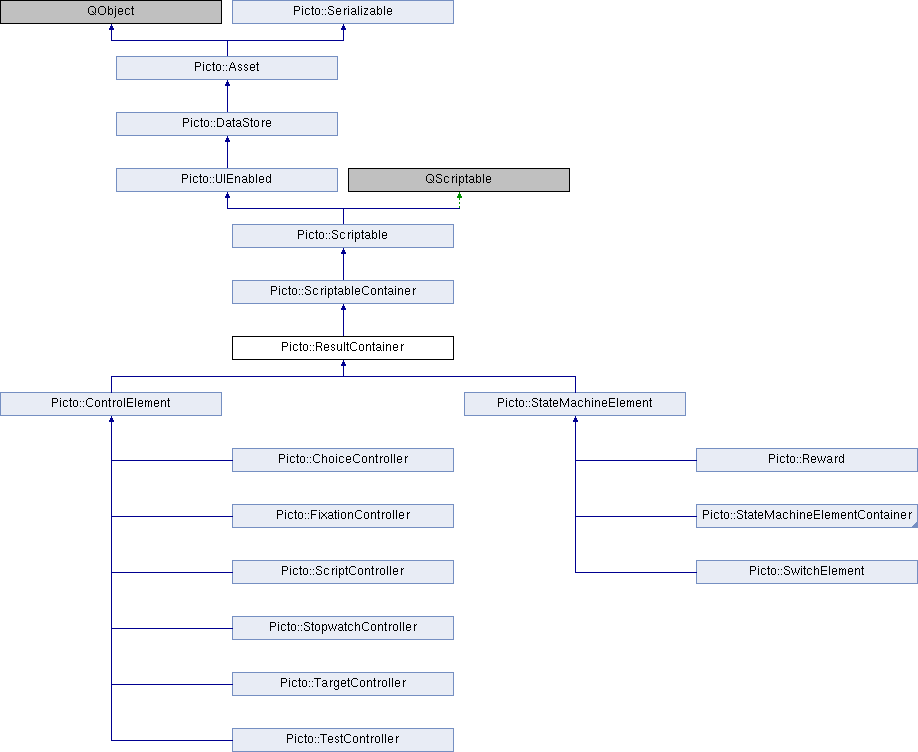 QObject
Picto::Serializable
Picto::Asset
Picto::DataStore
Picto::UIEnabled
QScriptable
Picto::Scriptable
Picto::ScriptableContainer
Picto::ResultContainer
Picto::ControlElement
Picto::StateMachineElement
Picto::ChoiceController
Picto::Reward
Picto::FixationController
Picto::StateMachineElementContainer
Picto::ScriptController
Picto::SwitchElement
Picto::StopwatchController
Picto::TargetController
Picto::TestController